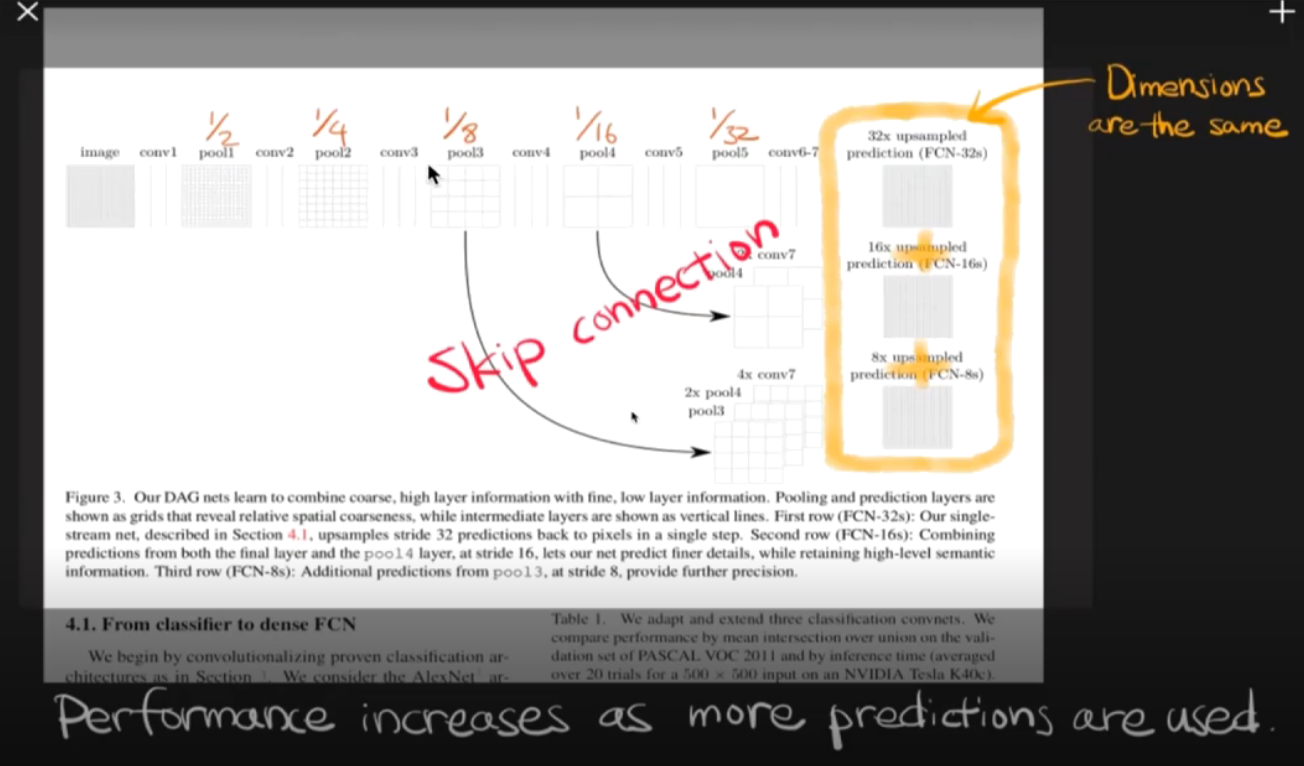 Dimensions
are the same
1/2 1/4 1/8 1/16 1/32
image conv1 pool1 conv2 pool2 conv3 pool3 conv4 pool4 conv5 pool5 conv6-7
32x upsampled
prediction (FCN-32s)
Skip connection
conv7
pool4
16x upsampled
prediction (FCN-16s)
4x conv7
2x pool4
pool3
8x upsampled
prediction (FCN-8s)
Figure 3. Our DAG nets learn to combine coarse, high layer information with fine, low layer information. Pooling and prediction layers are
shown as grids that reveal relative spatial coarseness, while intermediate layers are shown as vertical lines. First row (FCN-32s): Our single-
stream net, described in Section 4.1, upsamples stride 32 predictions back to pixels in a single step. Second row (FCN-16s): Combining
predictions from both the final layer and the pool4 layer, at stride 16, lets our net predict finer details, while retaining high-level semantic
information. Third row (FCN-8s): Additional predictions from pool3, at stride 8, provide further precision.
4.1. From classifier to dense FCN
We begin by convolutionalizing proven classification ar-
chitectures as in Section We consider the AlexNet ar-
Table 1. We adapt and extend three classification convnets. We
compare performance by mean intersection over union on the vali-
dation set of PASCAL VOC 2011 and by inference time (averaged
over 20 trials for a 500 × 500 input on an NVIDIA Tesla K40c).
Performance increases as more predictions are used.